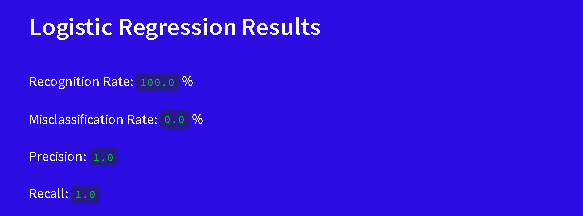 Logistic Regression Results
Recognition Rate: 100.0 %
Misclassification Rate: 0.0 %
Precision: 1.0
Recall: 1.0